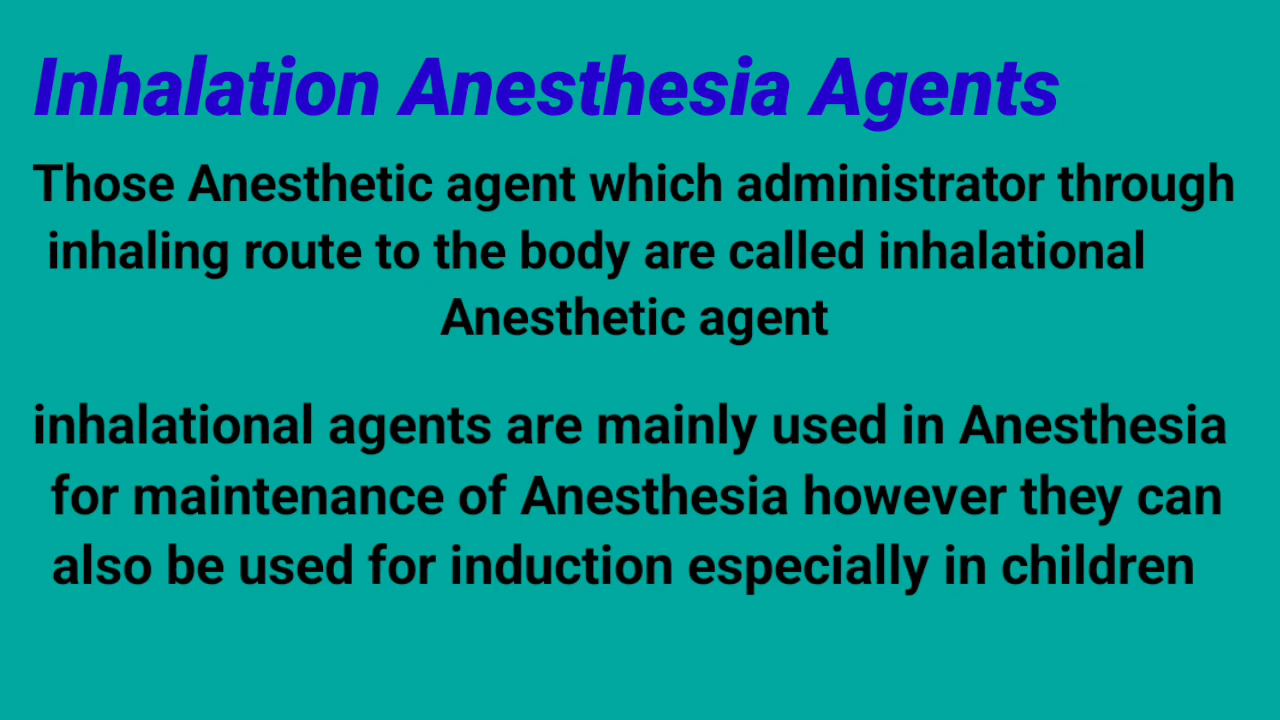 Inhalation Anesthesia Agents
Those Anesthetic agent which administrator through
inhaling route to the body are called inhalational
Anesthetic agent
inhalational agents are mainly used in Anesthesia
for maintenance of Anesthesia however they can
also be used for induction especially in children